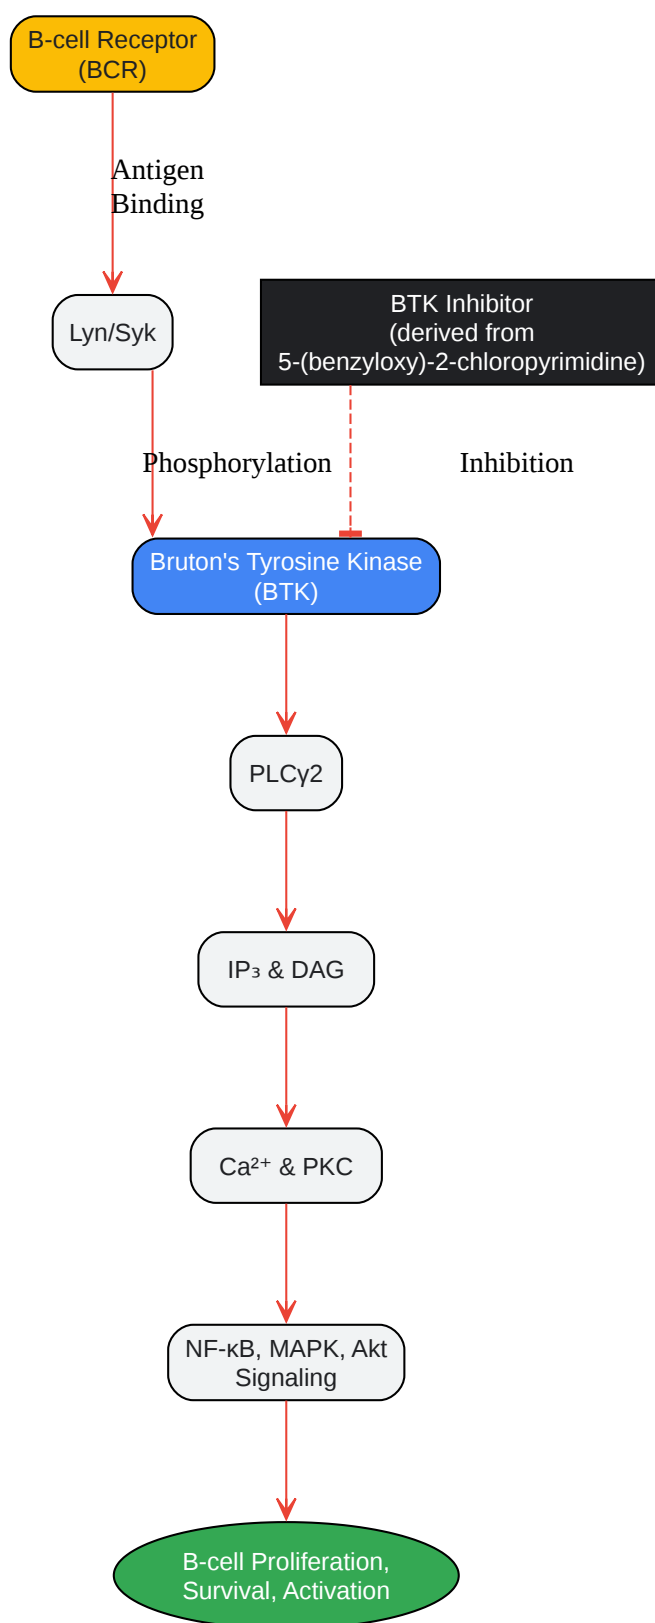 B-cell Receptor
(BCR)
Antigen
Binding
Lyn/Syk
BTK Inhibitor
(derived from
5-(benzyloxy)-2-chloropyrimidine)
Phosphorylation
Inhibition
Bruton's Tyrosine Kinase
(BTK)
PLCγ2
IP₃ & DAG
Ca²⁺ & PKC
NF-κB, MAPK, Akt
Signaling
B-cell Proliferation,
Survival, Activation